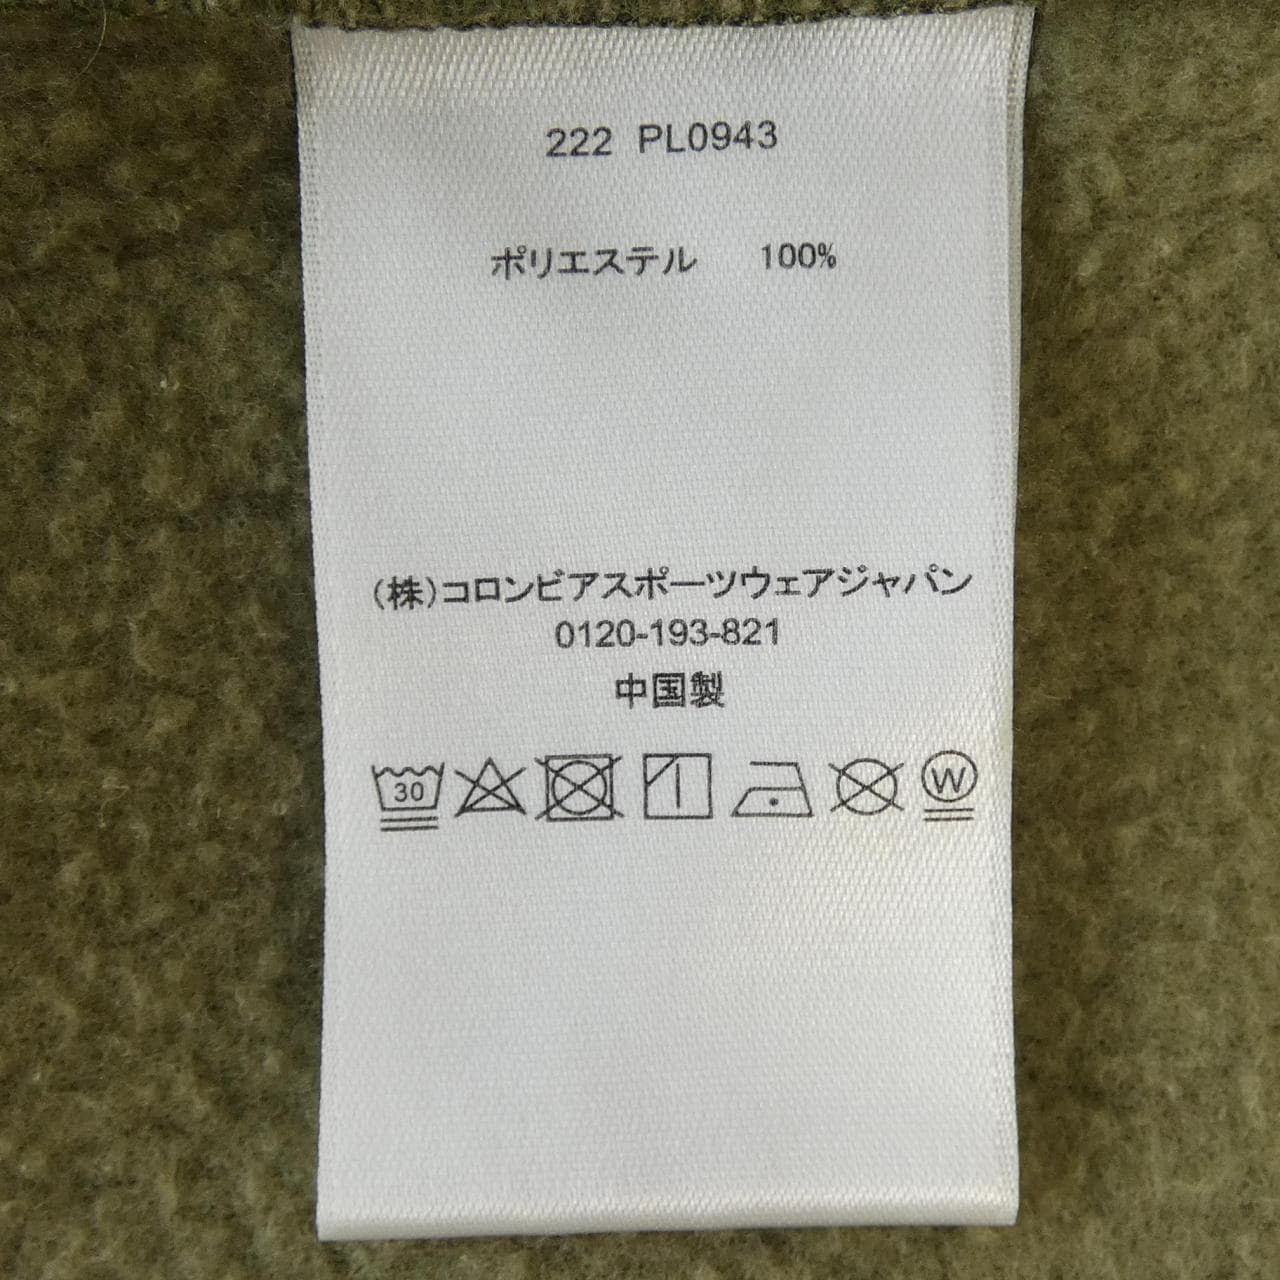 222 PL0943
ポリエステル 100%
(株)コロンビアスポーツウェアジャパン
0120-193-821
中国製
30 W